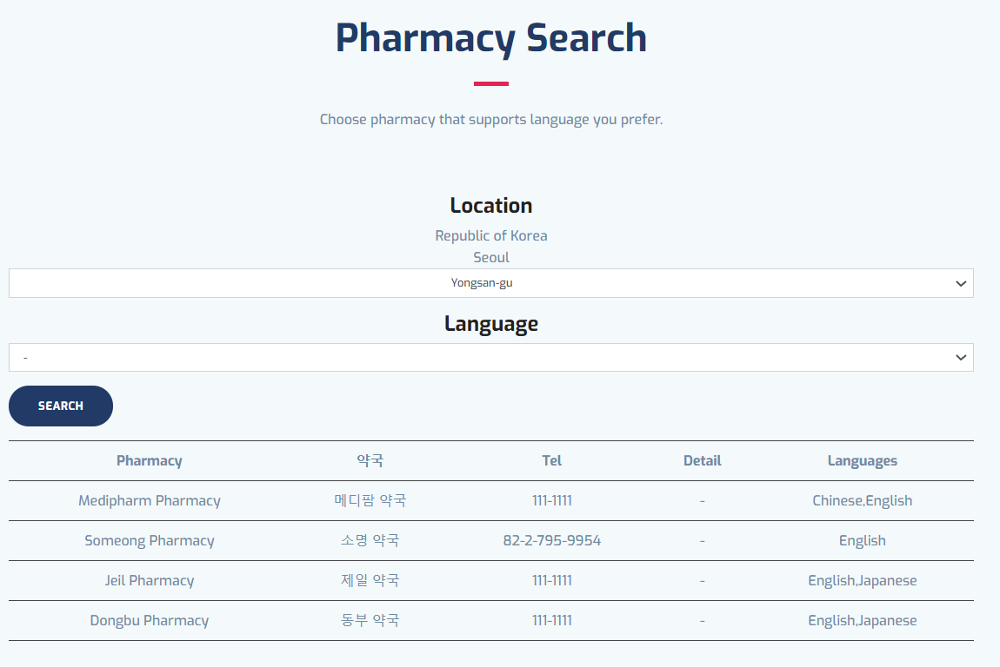 Pharmacy Search
Choose pharmacy that supports language you prefer.
Location
Republic of Korea
Seoul
Yongsan-gu
Language
-
SEARCH
Pharmacy 약국 Tel Detail Languages
Medipharm Pharmacy 메디팜 약국 111-1111 - Chinese,English
Someong Pharmacy 소명 약국 82-2-795-9954 - English
Jeil Pharmacy 제일 약국 111-1111 - English,Japanese
Dongbu Pharmacy 동부 약국 111-1111 - English,Japanese